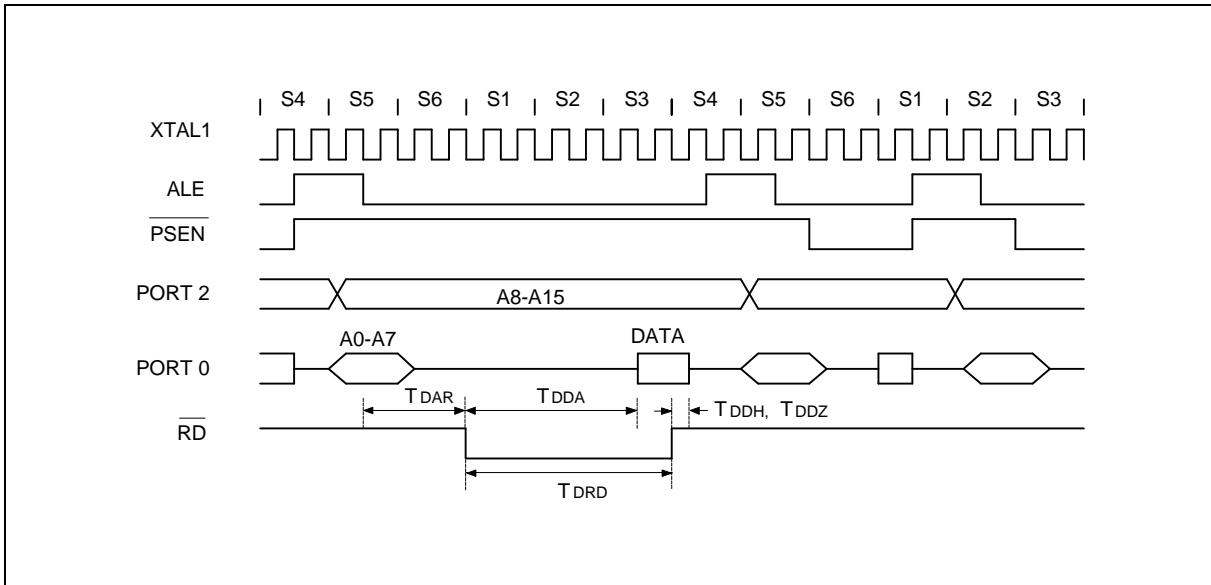 S4 S5 S6 S1 S2 S3 S4 S5 S6 S1 S2 S3
XTAL1
ALE
PSEN
PORT 2
A8-A15
A0-A7
DATA
PORT 0
TDAR
TDDA
TDDH, TDDZ
RD
TDRD